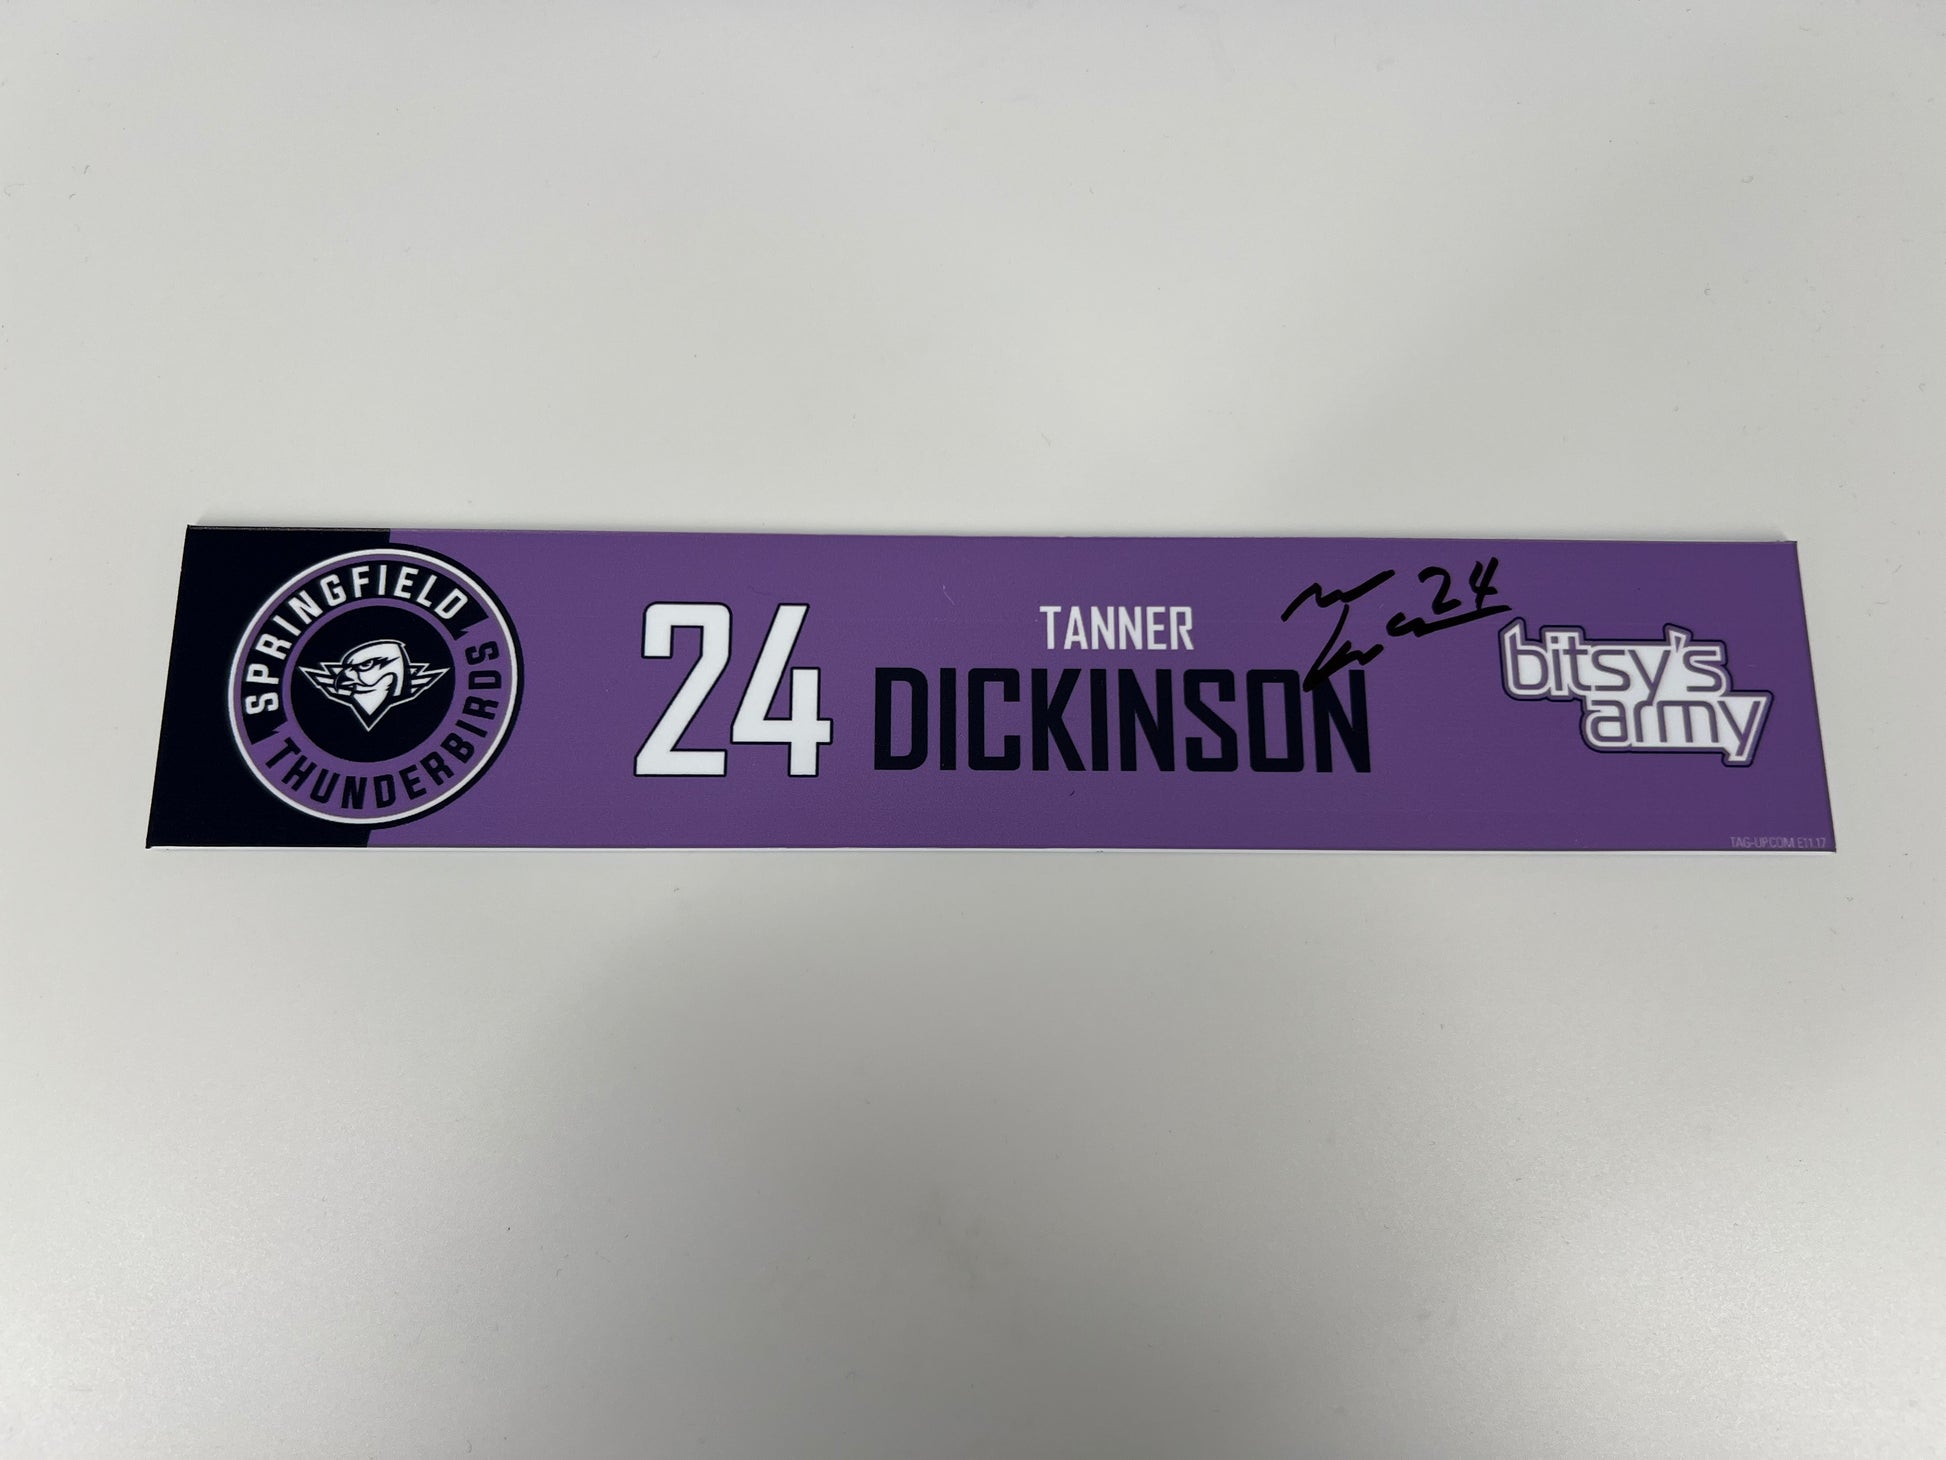 SPRINGFIELD
THUNDERBIRDS
24
TANNER
DICKINSON
24
bitsy's
army
TAG-UP.COM E11.17